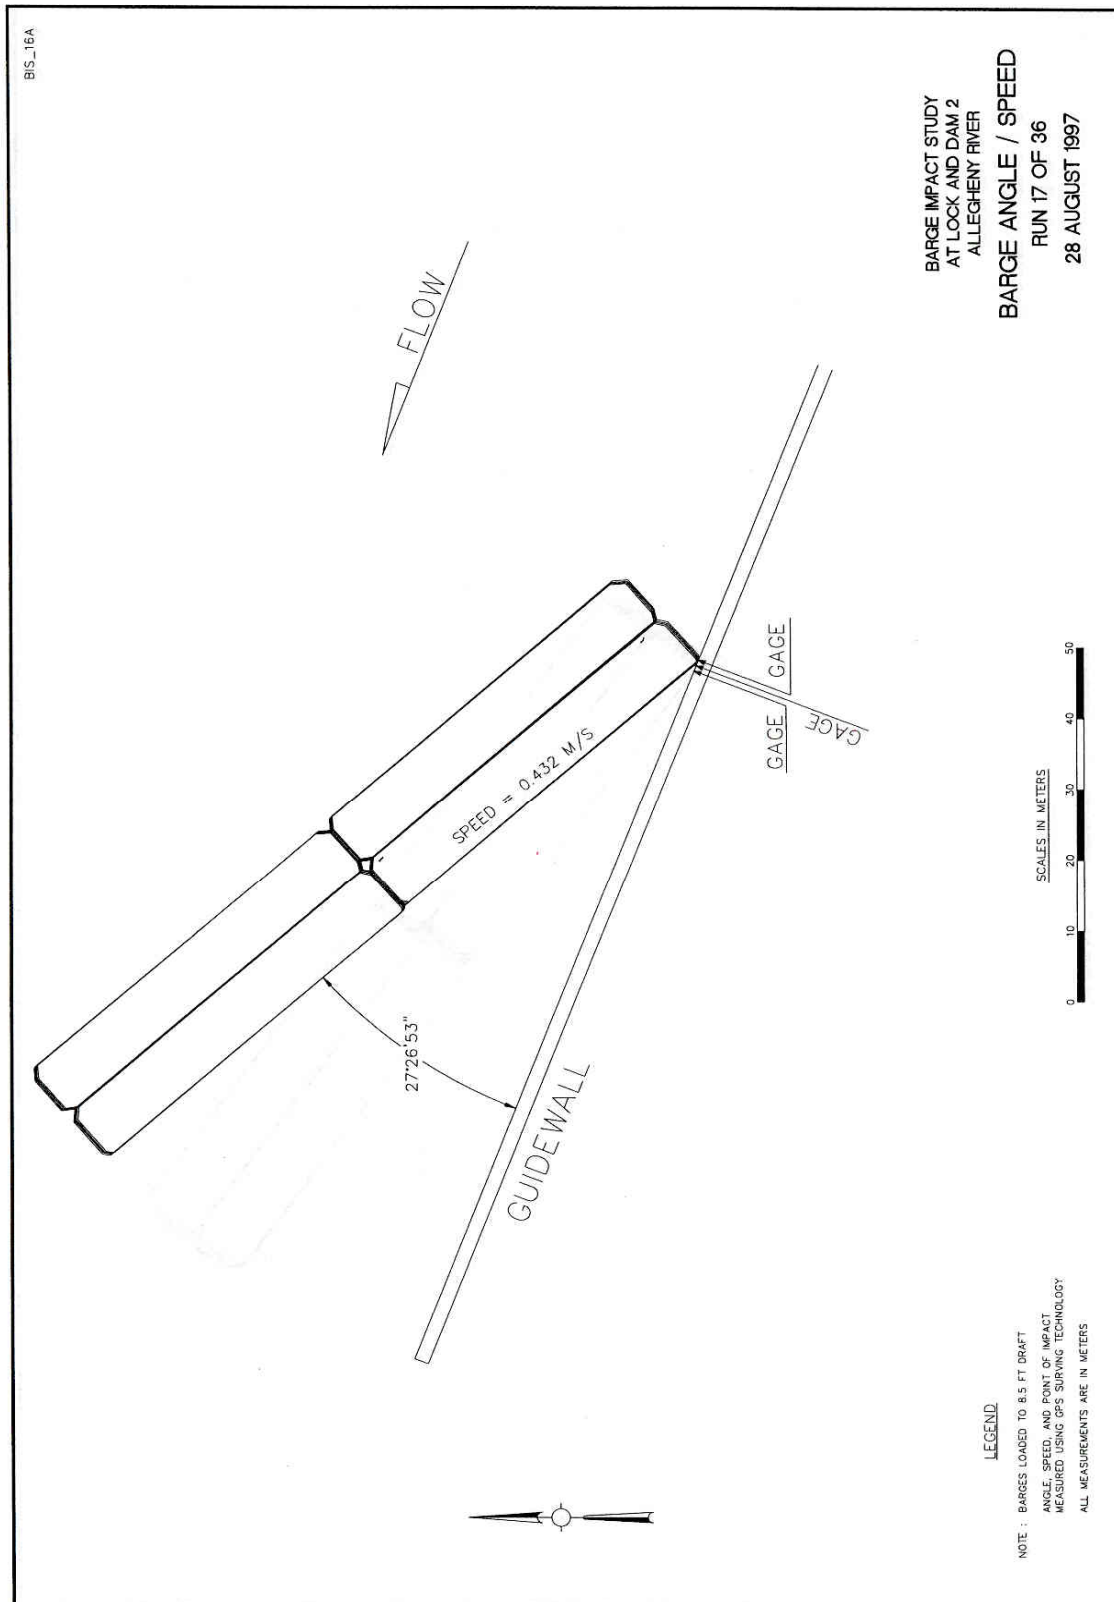 BIS_16A
FLOW
SPEED = 0.432 M/S
27°26'53"
GUIDEWALL
GAGE
GAGE
GAGE
BARGE IMPACT STUDY
AT LOCK AND DAM 2
ALLEGHENY RIVER
BARGE ANGLE / SPEED
RUN 17 OF 36
28 AUGUST 1997
SCALES IN METERS
0 10 20 30 40 50
LEGEND
NOTE : BARGES LOADED TO 8.5 FT DRAFT
ANGLE, SPEED, AND POINT OF IMPACT
MEASURED USING GPS SURVING TECHNOLOGY
ALL MEASUREMENTS ARE IN METERS